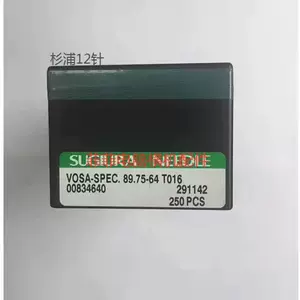 杉浦12针
SUGIURA NEEDLE
VOSA-SPEC. 89.75-64 T016
00834640 291142
250 PCS